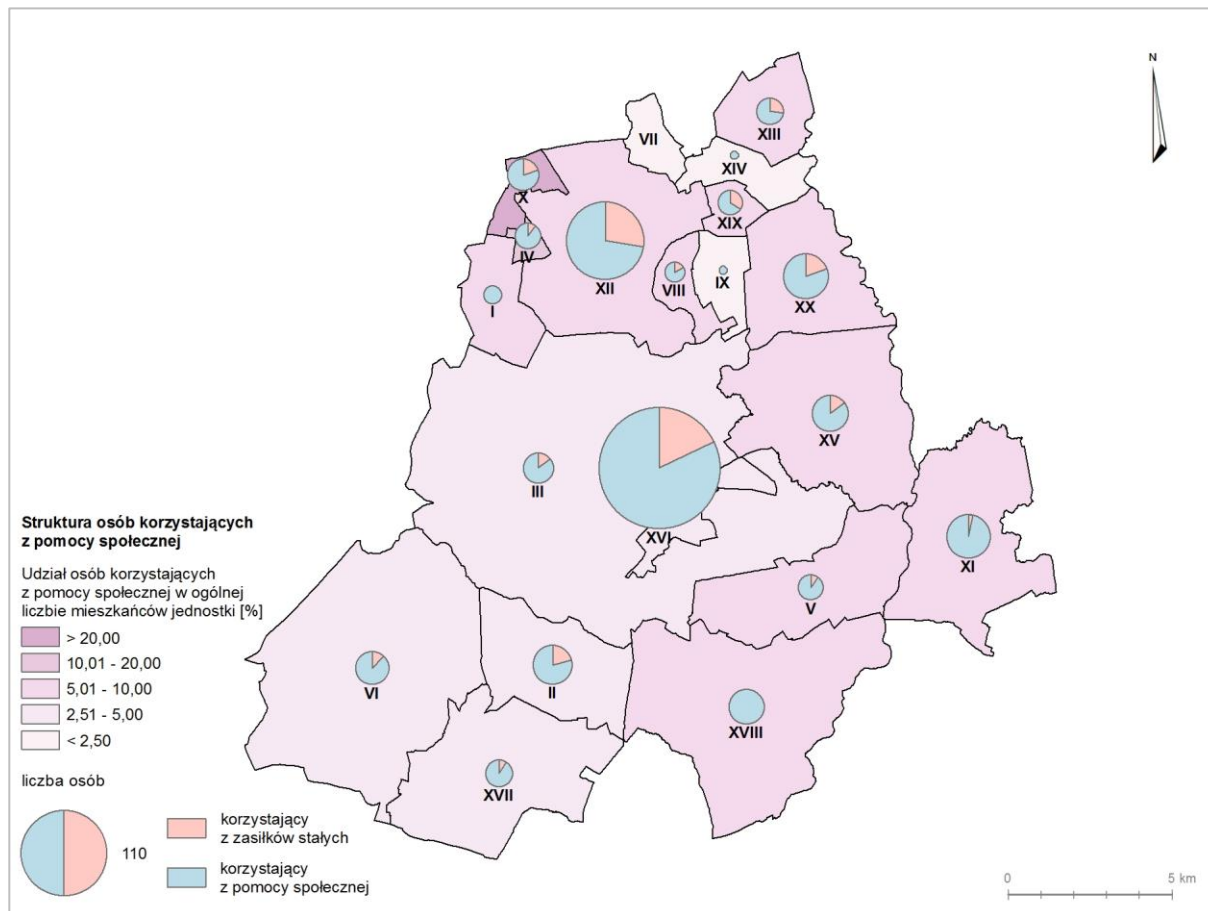 N
XIII
VII
XIV
X
XIX
IV
XII
VIII
IX
XX
I
XV
III
XVI
XI
V
VI
II
XVIII
XVII
Struktura osób korzystających
z pomocy społecznej
Udział osób korzystających
z pomocy społecznej w ogólnej
liczbie mieszkańców jednostki [%]
> 20,00
10,01 - 20,00
5,01 - 10,00
2,51 - 5,00
< 2,50
liczba osób
110
korzystający
z zasiłków stałych
korzystający
z pomocy społecznej
0 5 km